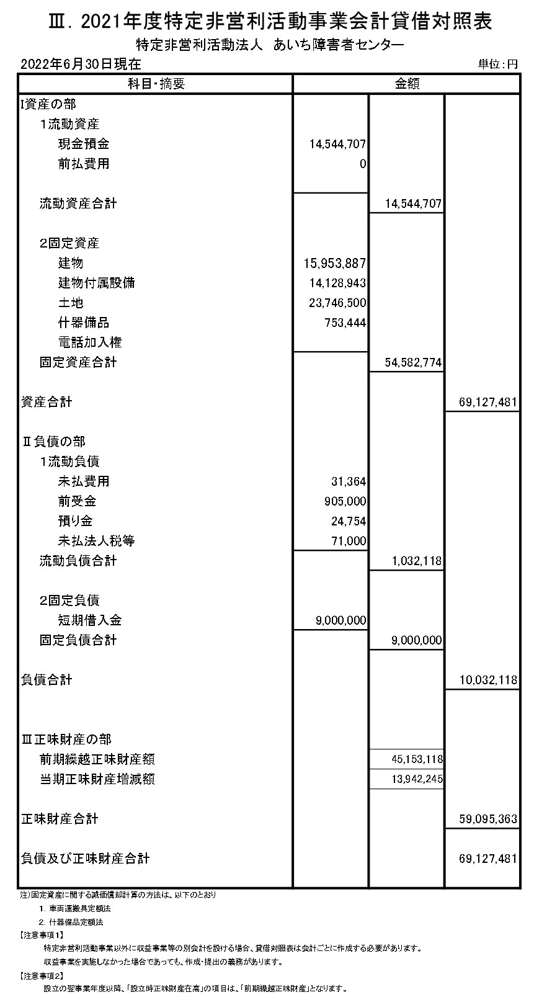 Ⅲ．2021年度特定非営利活動事業会計貸借対照表
特定非営利活動法人　あいち障害者センター
2022年6月30日現在　単位：円
科目・摘要　金額
Ⅰ資産の部
１流動資産
現金預金　14,544,707
前払費用　0
流動資産合計　14,544,707
２固定資産
建物　15,953,887
建物付属設備　14,128,943
土地　23,746,500
什器備品　753,444
電話加入権
固定資産合計　54,582,774
資産合計　69,127,481
Ⅱ負債の部
１流動負債
未払費用　31,364
前受金　905,000
預り金　24,754
未払法人税等　71,000
流動負債合計　1,032,118
２固定負債
短期借入金　9,000,000
固定負債合計　9,000,000
負債合計　10,032,118
Ⅲ正味財産の部
前期繰越正味財産額　45,153,118
当期正味財産増減額　13,942,245
正味財産合計　59,095,363
負債及び正味財産合計　69,127,481
注）固定資産に関する減価償却計算の方法は、以下のとおり
１．車両運搬具定額法
２．什器備品定額法
【注意事項１】
特定非営利活動事業以外に収益事業等の別会計を設ける場合、貸借対照表は会計ごとに作成する必要があります。
収益事業を実施しなかった場合であっても、作成・提出の義務があります。
【注意事項２】
設立の翌事業年度以降、「設立時正味財産在高」の項目は、「前期繰越正味財産」となります。